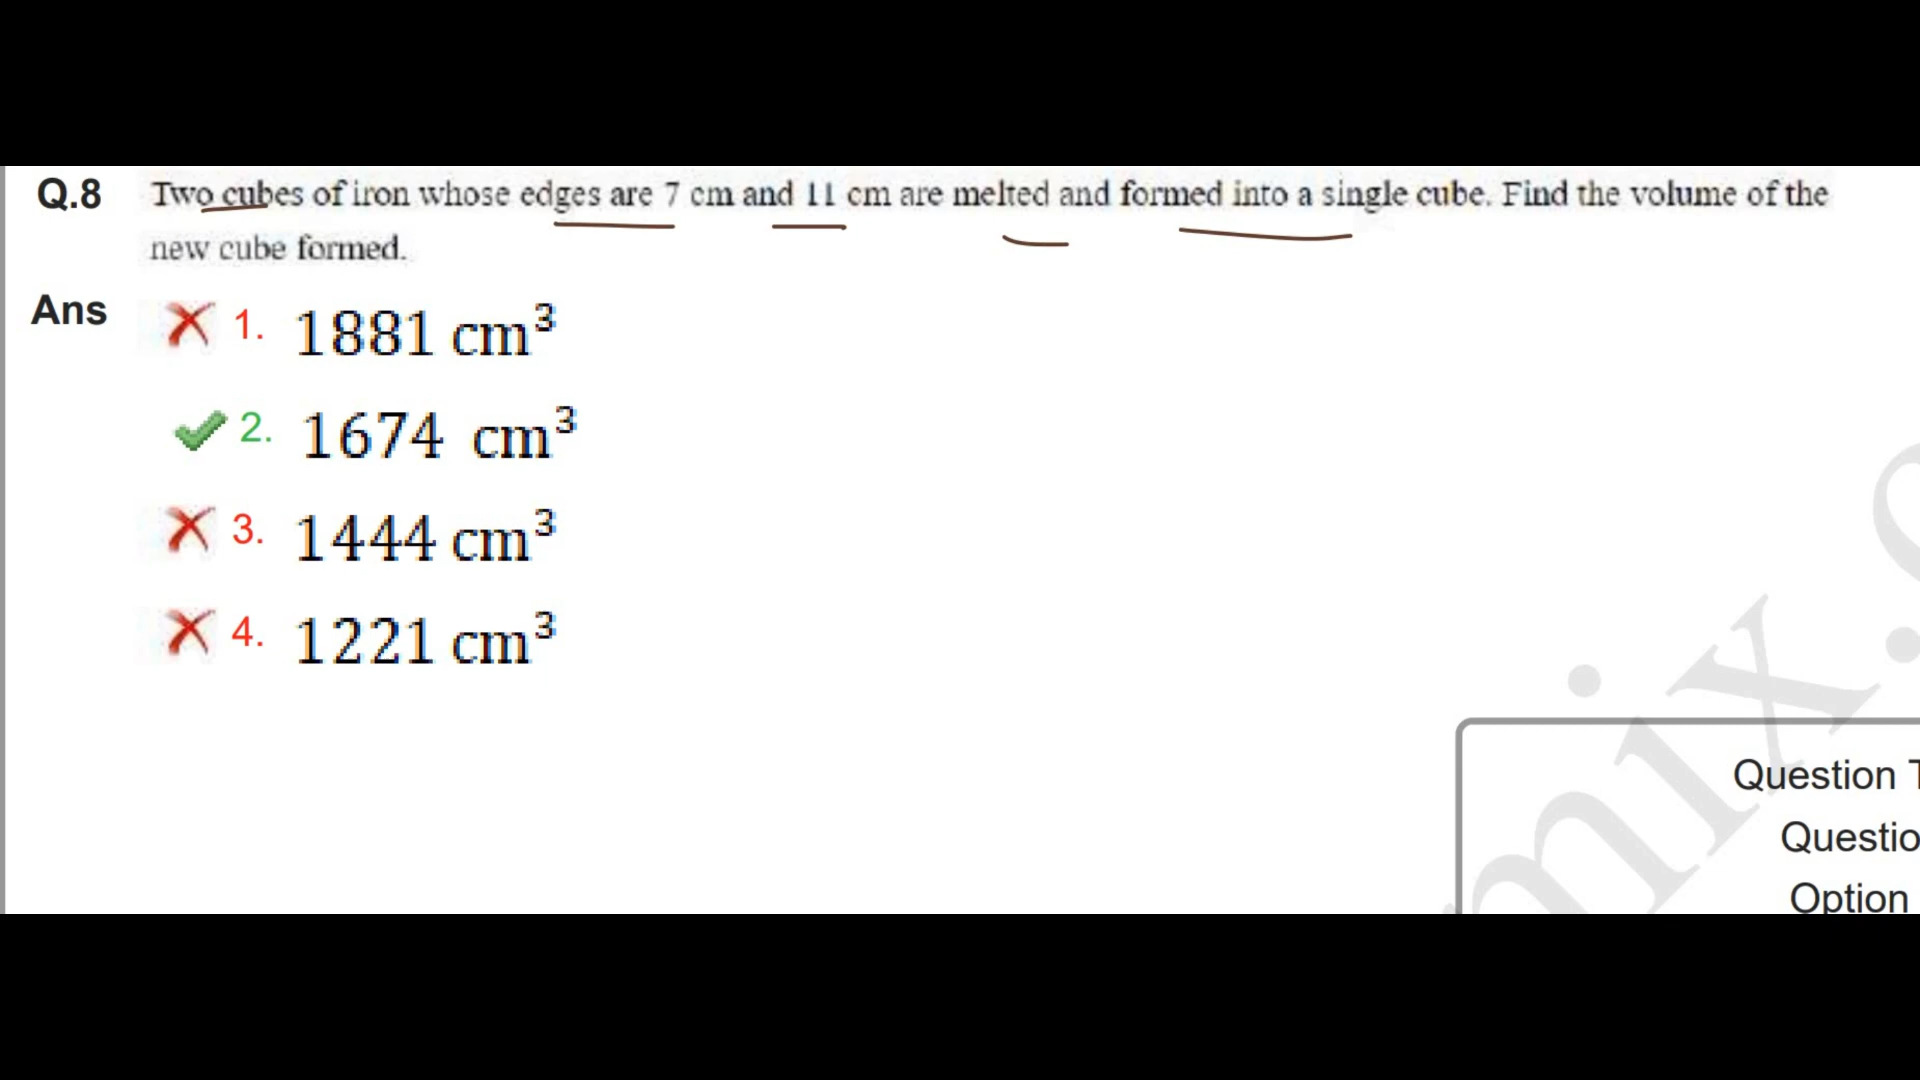 Q.8 Two cubes of iron whose edges are 7 cm and 11 cm are melted and formed into a single cube. Find the volume of the
new cube formed.
Ans 1. 1881 cm³
2. 1674 cm³
3. 1444 cm³
4. 1221 cm³
mix.
Question
Option